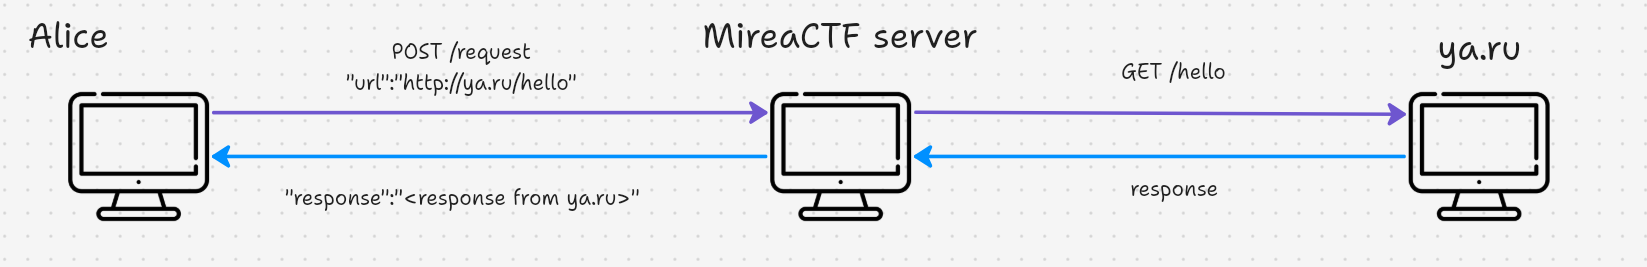 Alice
POST /request
"url":"http://ya.ru/hello"
"response":"<response from ya.ru>"
MireaCTF server
GET /hello
response
ya.ru